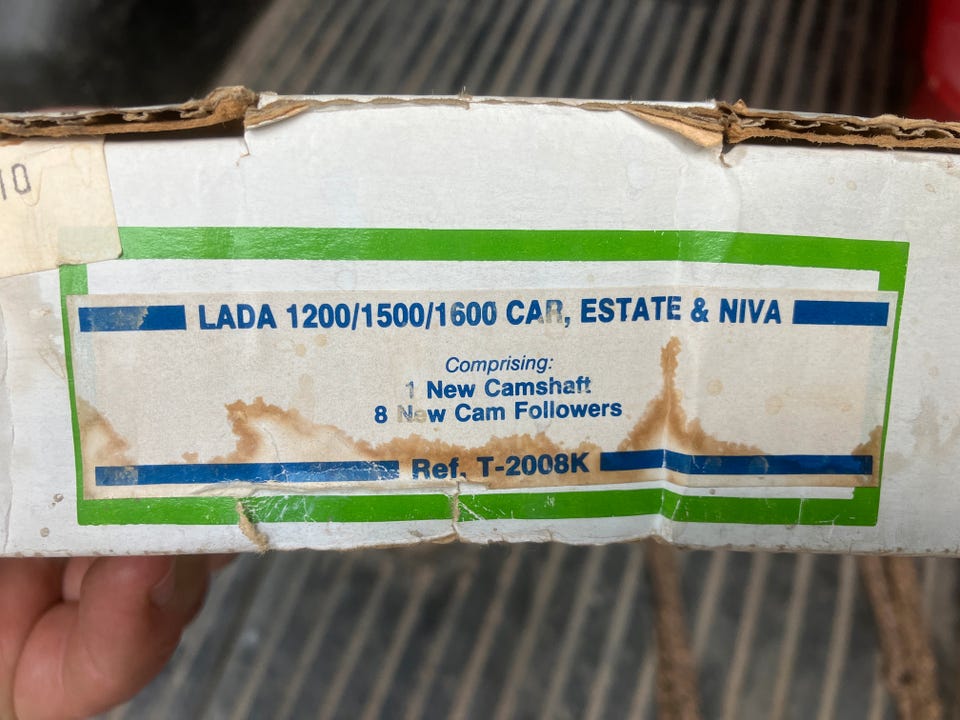 10
LADA 1200/1500/1600 CAR, ESTATE & NIVA
Comprising:
1 New Camshaft
8 New Cam Followers
Ref. T-2008K